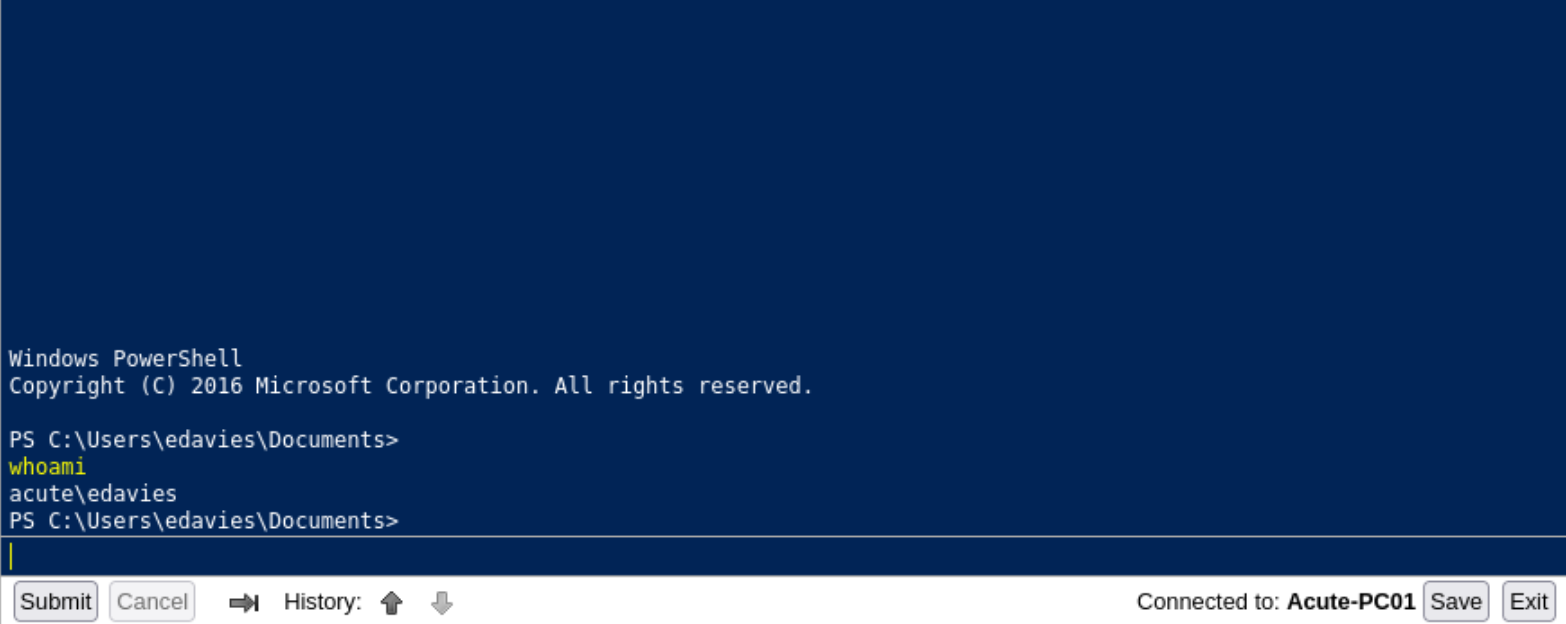 Windows PowerShell
Copyright (C) 2016 Microsoft Corporation. All rights reserved.
PS C:\Users\edavies\Documents>
whoami
acute\edavies
PS C:\Users\edavies\Documents>
Submit Cancel History: Connected to: Acute-PC01 Save Exit